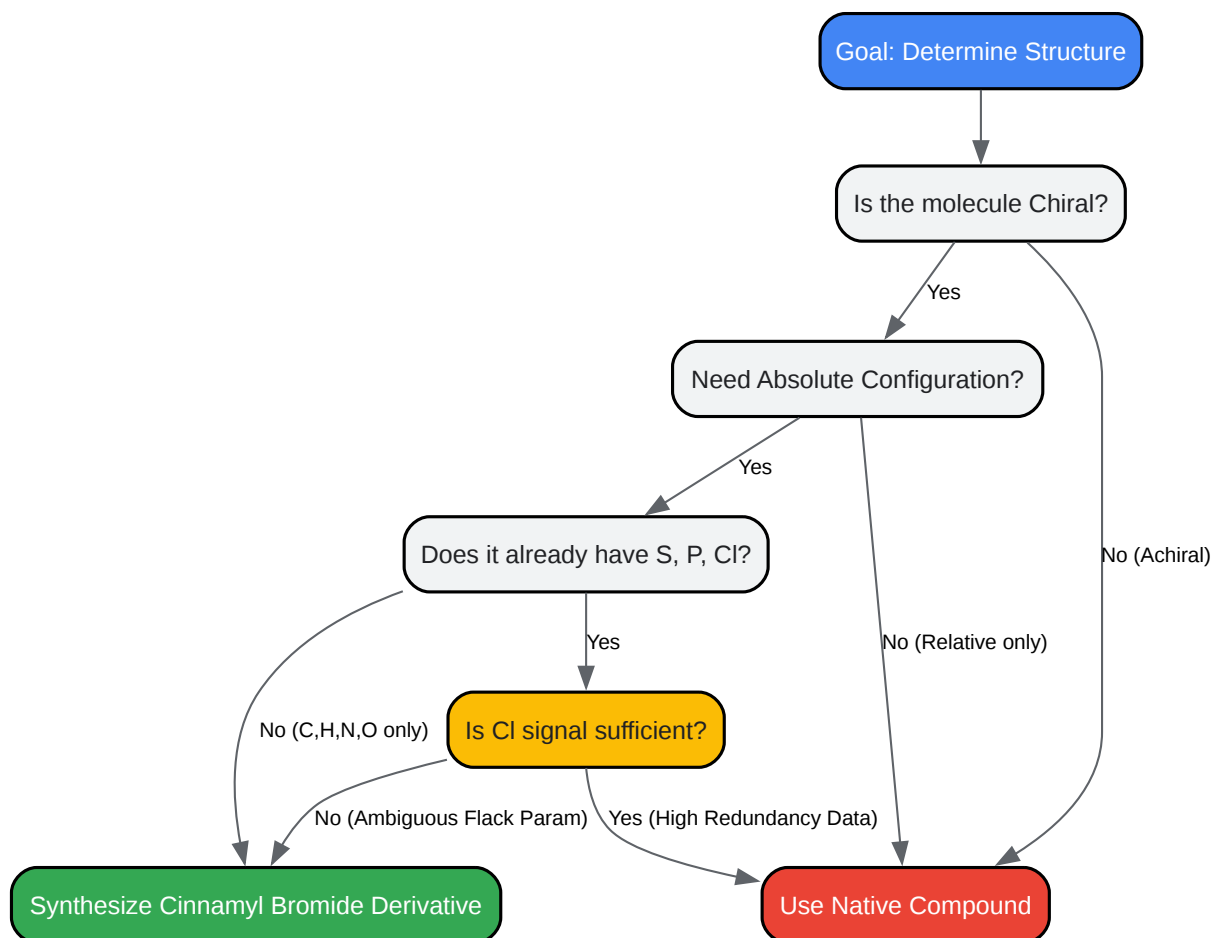 Goal: Determine Structure
Is the molecule Chiral?
Yes
Need Absolute Configuration?
Yes
Does it already have S, P, Cl?
No (Achiral)
Yes
No (Relative only)
No (C,H,N,O only)
Is Cl signal sufficient?
No (Ambiguous Flack Param)
Yes (High Redundancy Data)
Synthesize Cinnamyl Bromide Derivative
Use Native Compound